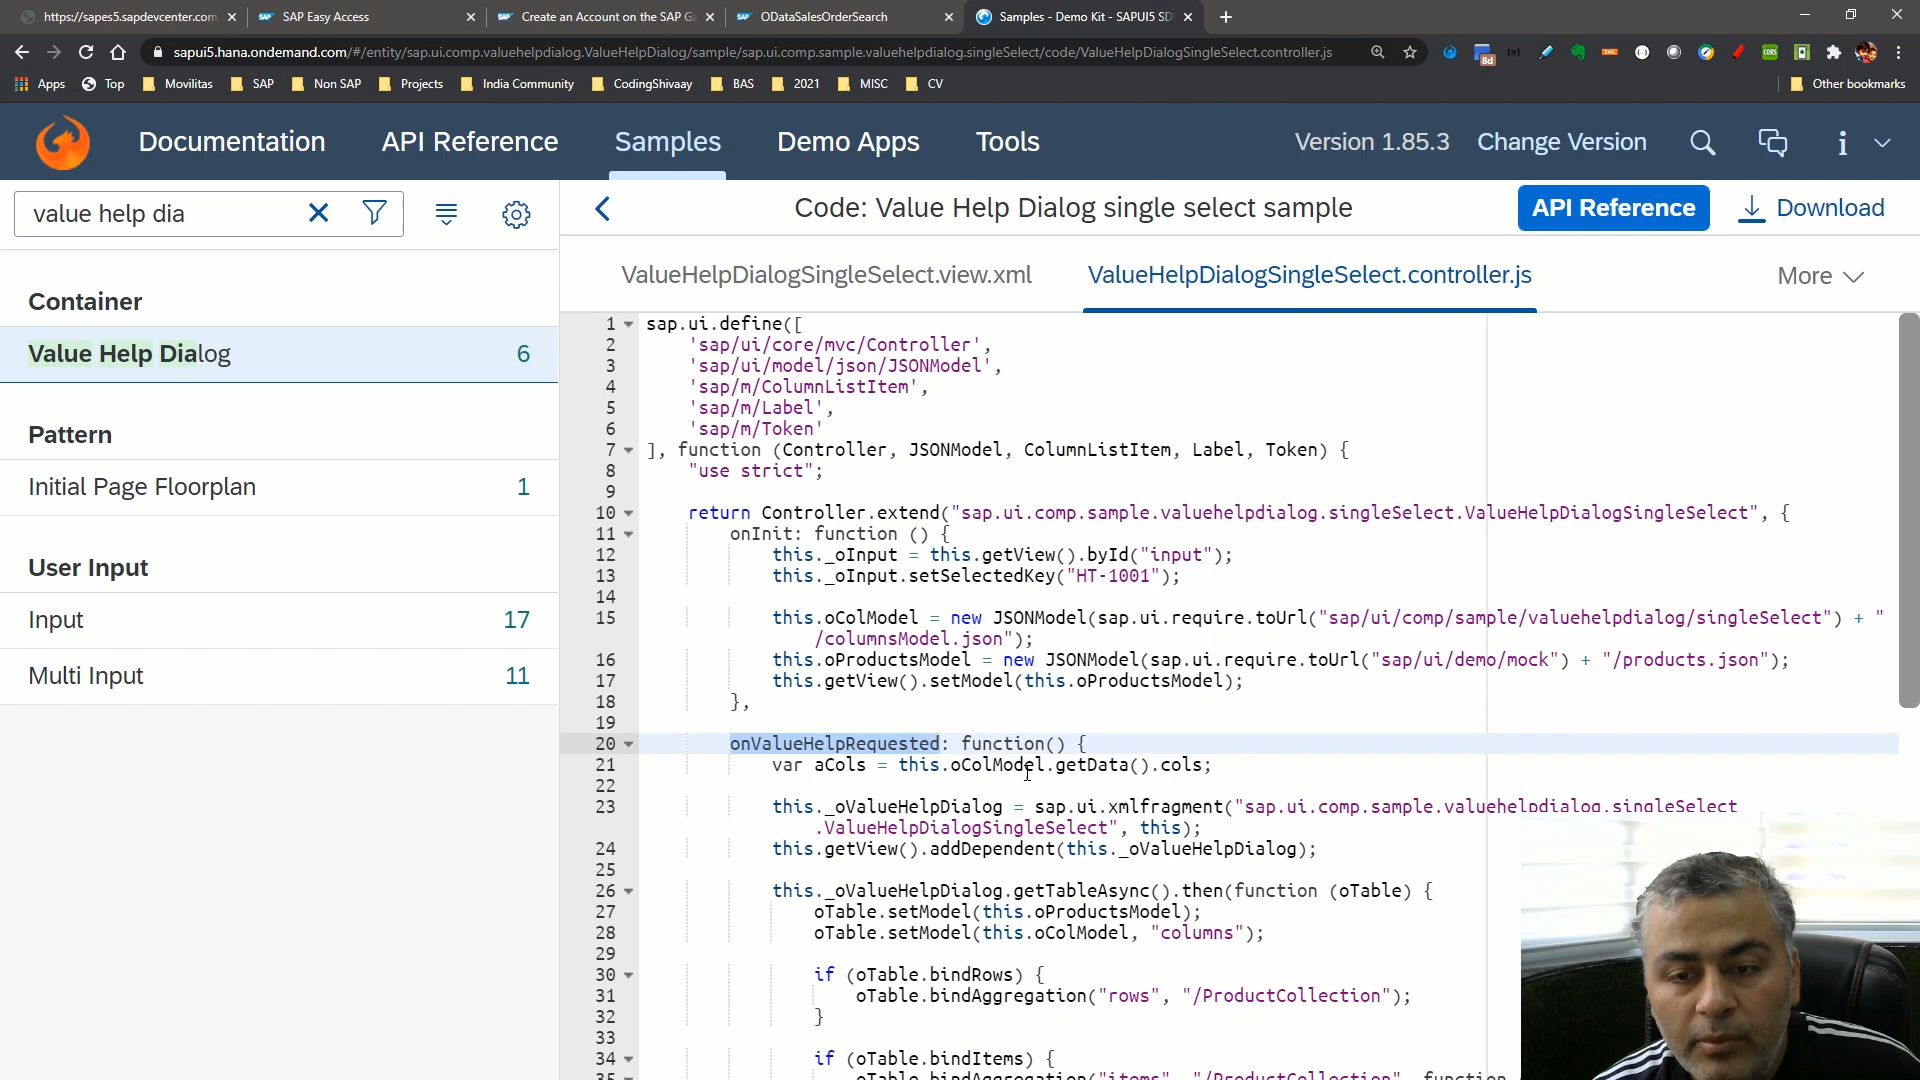 https://sapes5.sapdevcenter.com
SAP Easy Access
Create an Account on the SAP Ga
ODataSalesOrderSearch
Samples - Demo Kit - SAPUI5 SD
sapui5.hana.ondemand.com/#/entity/sap.ui.comp.valuehelpdialog.ValueHelpDialog/sample/sap.ui.comp.sample.valuehelpdialog.singleSelect/code/ValueHelpDialogSingleSelect.controller.js
8d
Apps
Top
Movilitas
SAP
Non SAP
Projects
India Community
CodingShivaay
BAS
2021
MISC
CV
Other bookmarks
Documentation
API Reference
Samples
Demo Apps
Tools
Version 1.85.3
Change Version
value help dia
Code: Value Help Dialog single select sample
API Reference
Download
Container
Value Help Dialog 6
Pattern
Initial Page Floorplan 1
User Input
Input 17
Multi Input 11
ValueHelpDialogSingleSelect.view.xml
ValueHelpDialogSingleSelect.controller.js
More
1 sap.ui.define([
2 'sap/ui/core/mvc/Controller',
3 'sap/ui/model/json/JSONModel',
4 'sap/m/ColumnListItem',
5 'sap/m/Label',
6 'sap/m/Token'
7 ], function (Controller, JSONModel, ColumnListItem, Label, Token) {
8 "use strict";
9
10 return Controller.extend("sap.ui.comp.sample.valuehelpdialog.singleSelect.ValueHelpDialogSingleSelect", {
11 onInit: function () {
12 this._oInput = this.getView().byId("input");
13 this._oInput.setSelectedKey("HT-1001");
14
15 this.oColModel = new JSONModel(sap.ui.require.toUrl("sap/ui/comp/sample/valuehelpdialog/singleSelect") + "
/columnsModel.json");
16 this.oProductsModel = new JSONModel(sap.ui.require.toUrl("sap/ui/demo/mock") + "/products.json");
17 this.getView().setModel(this.oProductsModel);
18 },
19
20 onValueHelpRequested: function() {
21 var aCols = this.oColModel.getData().cols;
22
23 this._oValueHelpDialog = sap.ui.xmlfragment("sap.ui.comp.sample.valuehelpdialog.singleSelect
.ValueHelpDialogSingleSelect", this);
24 this.getView().addDependent(this._oValueHelpDialog);
25
26 this._oValueHelpDialog.getTableAsync().then(function (oTable) {
27 oTable.setModel(this.oProductsModel);
28 oTable.setModel(this.oColModel, "columns");
29
30 if (oTable.bindRows) {
31 oTable.bindAggregation("rows", "/ProductCollection");
32 }
33
34 if (oTable.bindItems) {
35 oTable.bindAggregation("items", "/ProductCollection", function